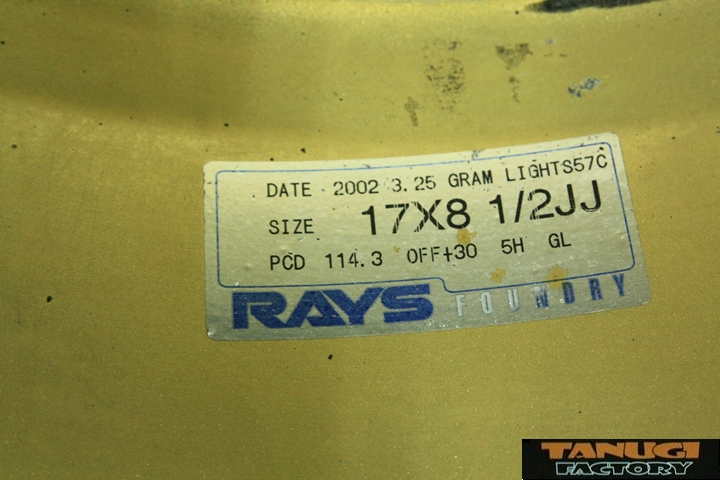 DATE 2002 3.25 GRAM LIGHTS57C
SIZE 17X8 1/2JJ
PCD 114.3 OFF+30 5H GL
RAYS FOUNDRY
TANUGI
FACTORY